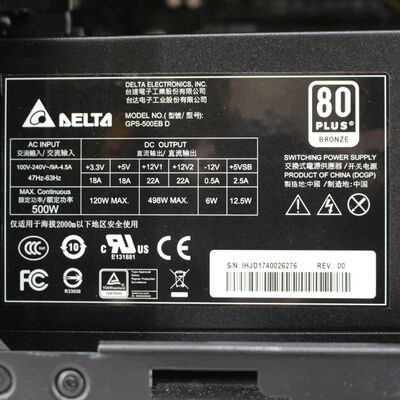 DELTA ELECTRONICS, INC.
台達電子工業股份有限公司
台达电子工业股份有限公司
DELTA
MODEL NO.( 型號/型号):
GPS-500EB D
80
PLUS
BRONZE
AC INPUT
交流輸入/交流输入
DC OUTPUT
直流輸出/直流输出
100V-240V~/9A-4.5A
47Hz-63Hz
+3.3V +5V +12V1 +12V2 -12V +5VSB
18A 18A 22A 22A 0.5A 2.5A
MAX. Continuous
額定功率/额定功率
500W
120W MAX. 498W MAX. 6W 12.5W
SWITCHING POWER SUPPLY
交換式電源供應器/开关电源
PRODUCT OF CHINA (DCGP)
製造: 中國/制造: 中国
仅适用于海拔2000m以下地区安全使用
CCC
10
c UL US
E131881
CE
FC
R33030
TÜV
S/N: IHJD1740026276 REV.: 00